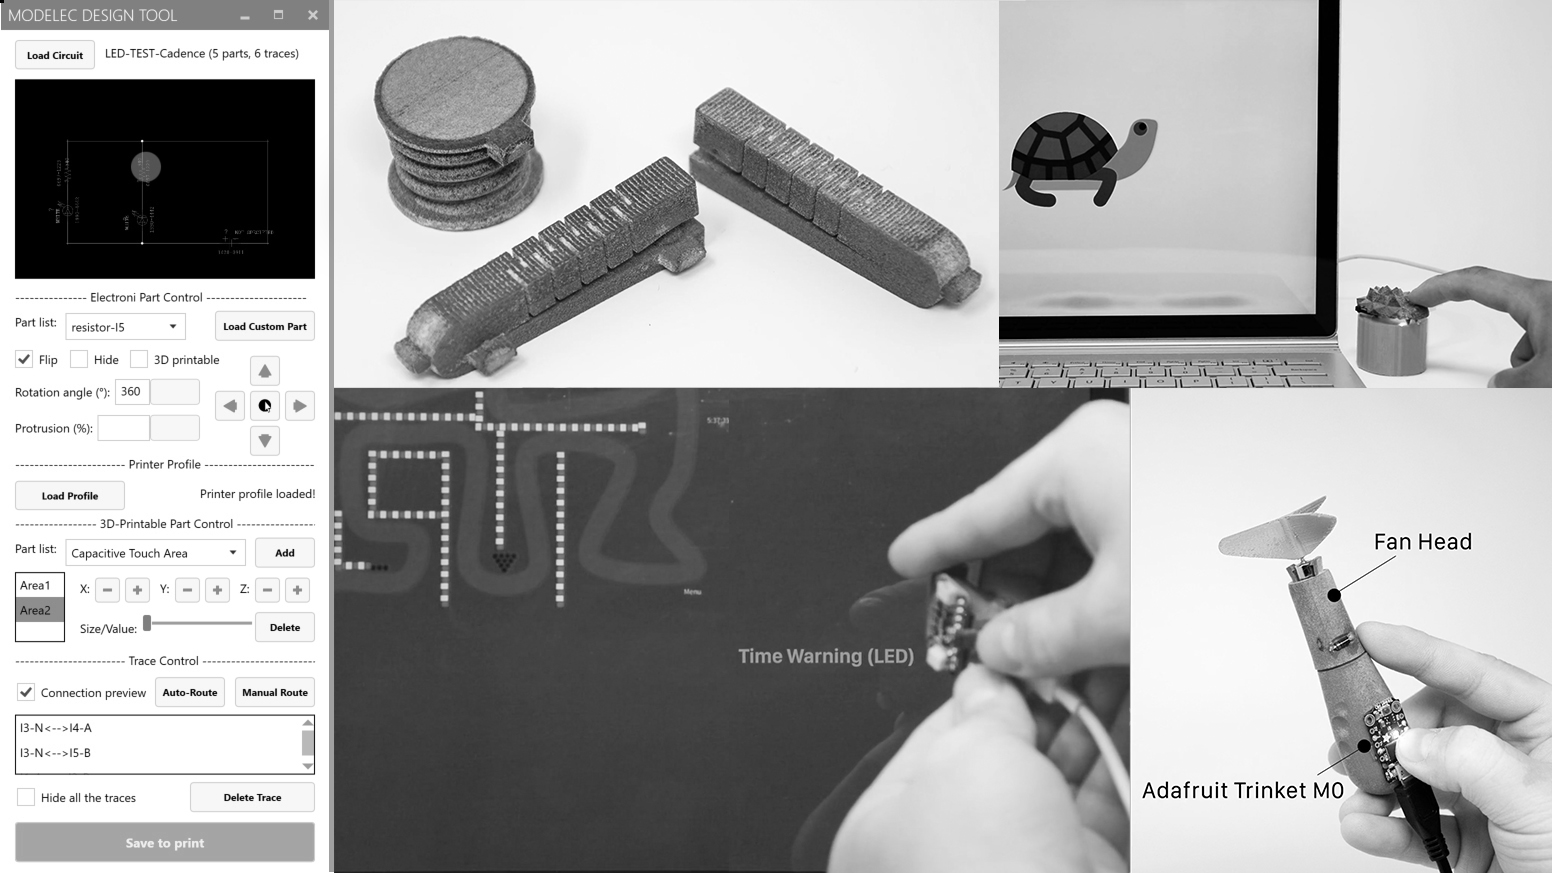 MODELEC DESIGN TOOL
Load Circuit
LED-TEST-Cadence (5 parts, 6 traces)
Electroni Part Control
Part list:
resistor-I5
Load Custom Part
Flip
Hide
3D printable
Rotation angle (°):
360
Protrusion (%):
Printer Profile
Load Profile
Printer profile loaded!
3D-Printable Part Control
Part list:
Capacitive Touch Area
Add
Area1
Area2
X:
Y:
Z:
Size/Value:
Delete
Trace Control
Connection preview
Auto-Route
Manual Route
I3-N<-->I4-A
I3-N<-->I5-B
Hide all the traces
Delete Trace
Save to print
Menu
Time Warning (LED)
Fan Head
Adafruit Trinket M0